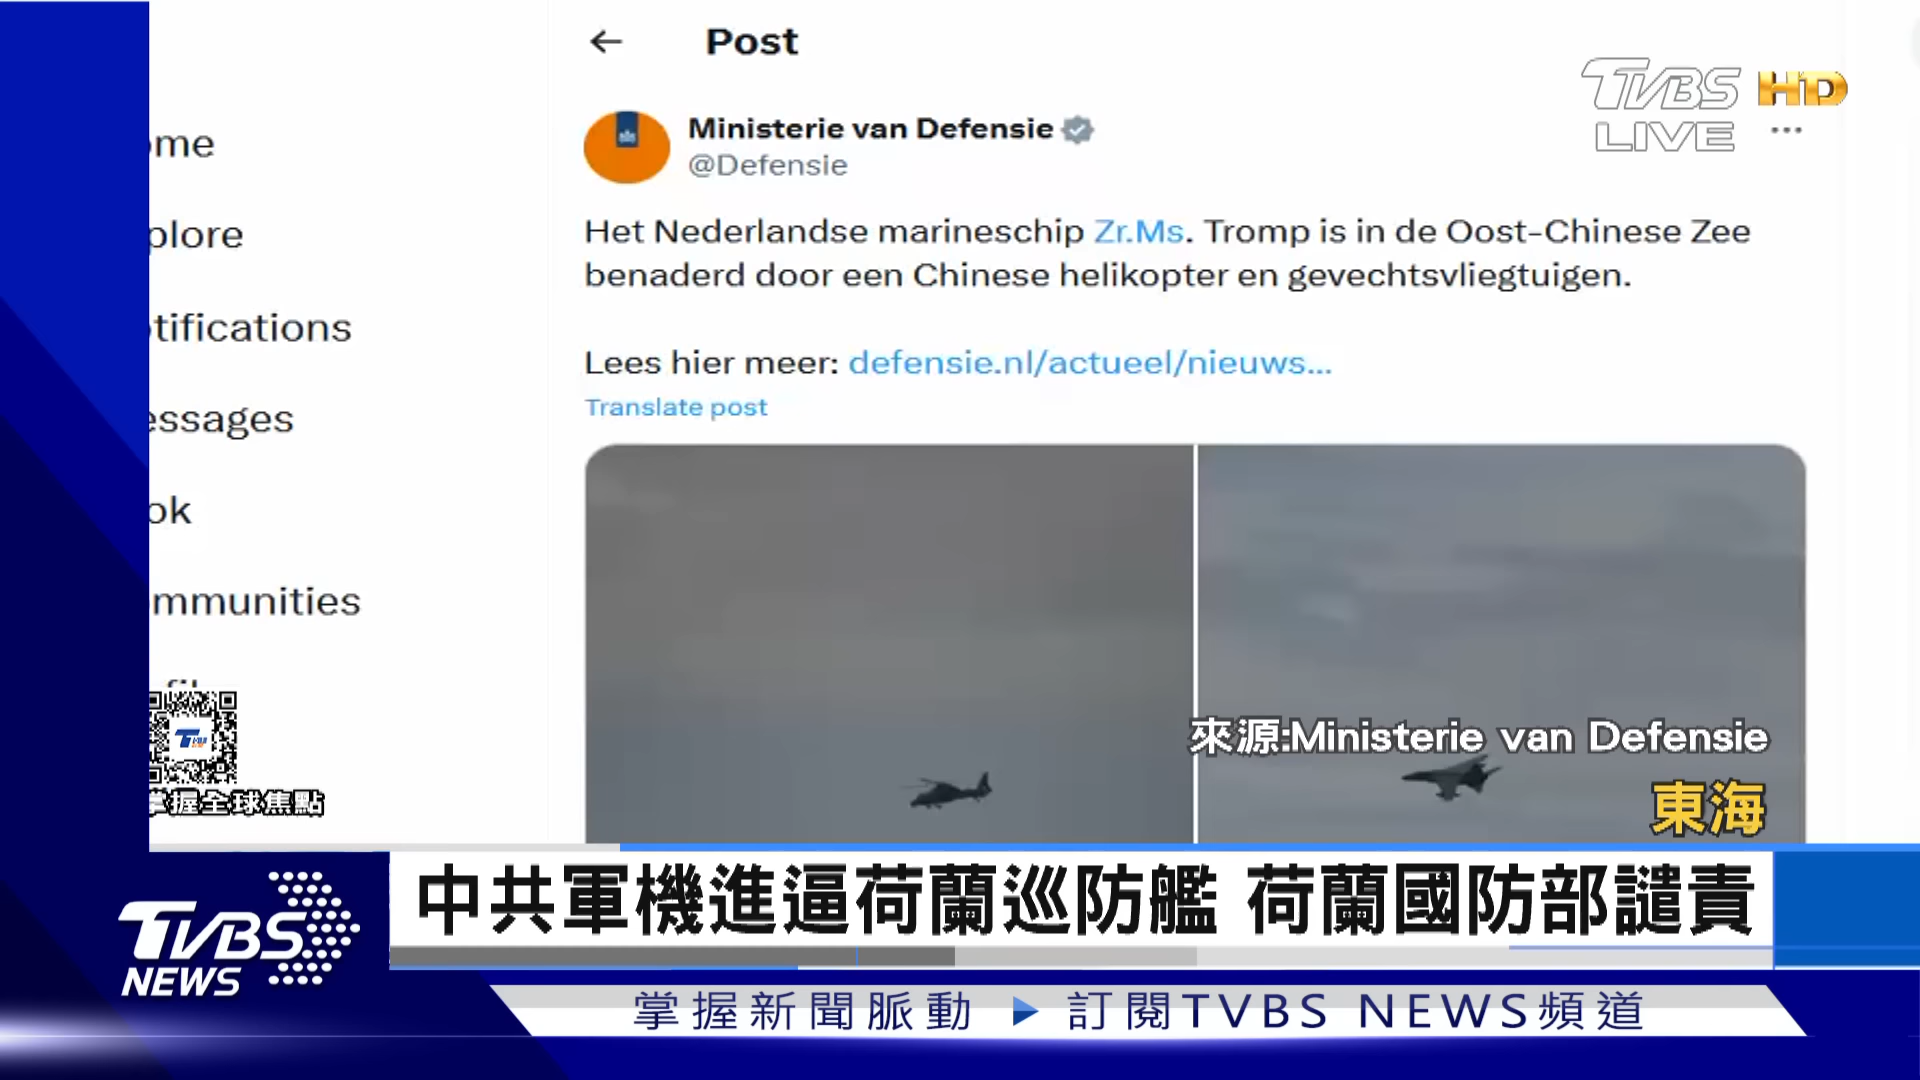 Post
TVBS HD
LIVE
Ministerie van Defensie
@Defensie
Het Nederlandse marineschip Zr.Ms. Tromp is in de Oost-Chinese Zee
benaderd door een Chinese helikopter en gevechtsvliegtuigen.
Lees hier meer: defensie.nl/actueel/nieuws...
Translate post
ome
plore
tifications
essages
ok
mmunities
TVBS
掌握全球焦點
來源:Ministerie van Defensie
東海
中共軍機進逼荷蘭巡防艦 荷蘭國防部譴責
TVBS
NEWS
掌握新聞脈動 ▶ 訂閱TVBS NEWS頻道